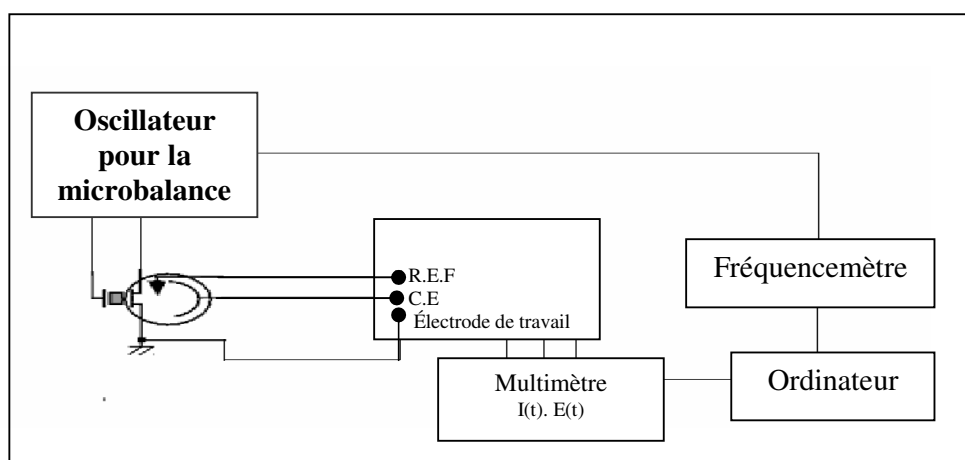 Oscillateur
pour la
microbalance
R.E.F
C.E
Électrode de travail
Fréquencemètre
Multimètre
I(t). E(t)
Ordinateur